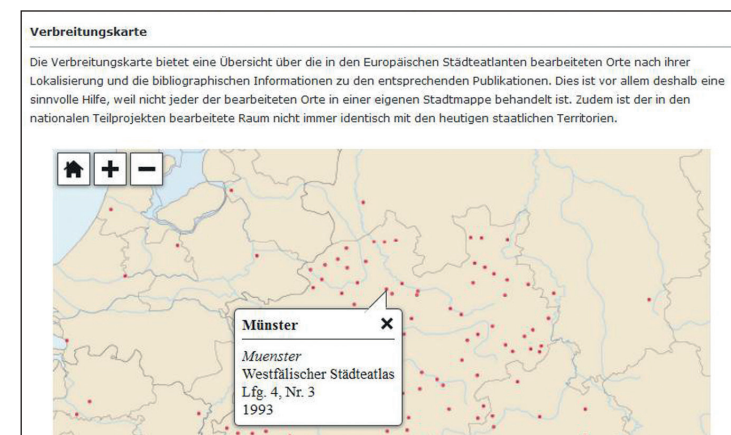 Verbreitungskarte
Die Verbreitungskarte bietet eine Übersicht über die in den Europäischen Städteatlanten bearbeiteten Orte nach ihrer
Lokalisierung und die bibliographischen Informationen zu den entsprechenden Publikationen. Dies ist vor allem deshalb eine
sinnvolle Hilfe, weil nicht jeder der bearbeiteten Orte in einer eigenen Stadtmappe behandelt ist. Zudem ist der in den
nationalen Teilprojekten bearbeitete Raum nicht immer identisch mit den heutigen staatlichen Territorien.
Münster
Muenster
Westfälischer Städteatlas
Lfg. 4, Nr. 3
1993